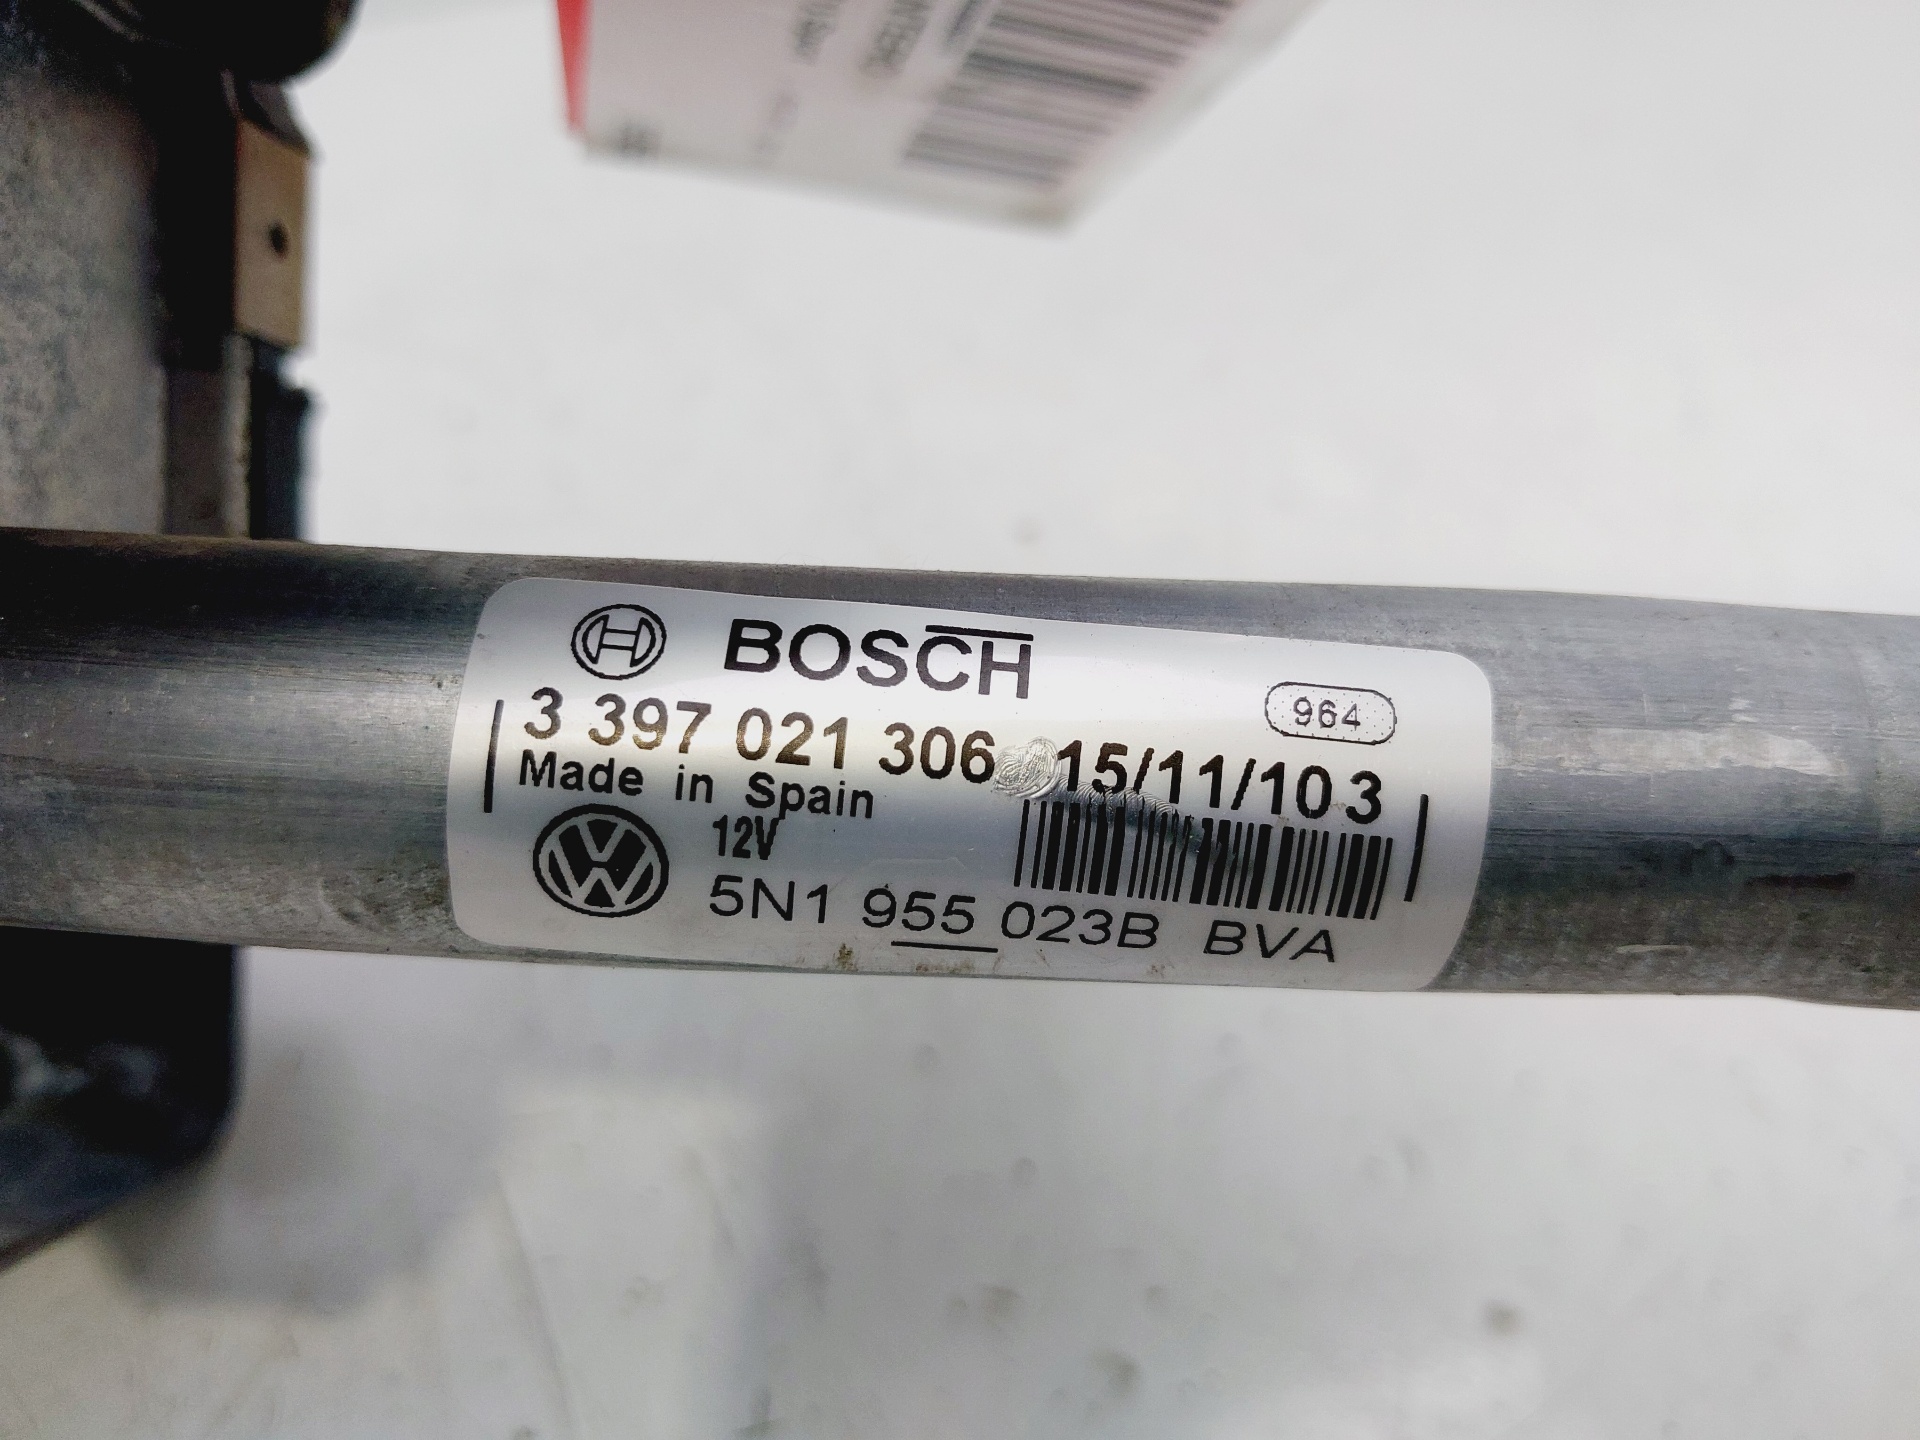 BOSCH
964
3 397 021 306 15/11/10 3
Made in Spain
12V
5N1 955 023B BVA